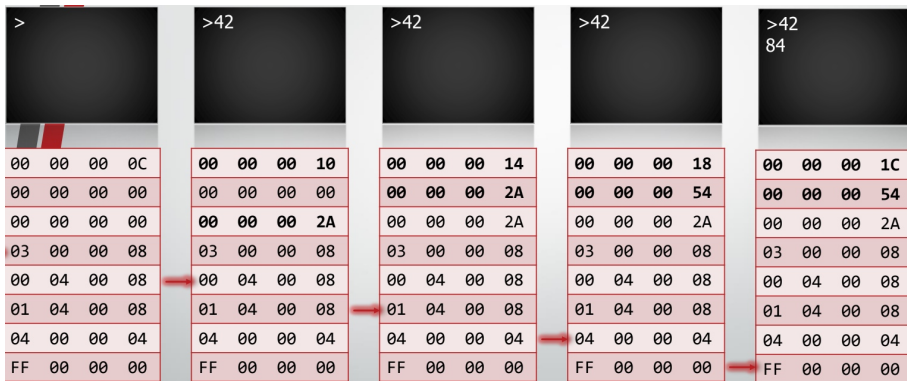 > >42 >42 >42 >42
84
00 00 00 0C 00 00 00 10 00 00 00 14 00 00 00 18 00 00 00 1C
00 00 00 00 00 00 00 00 00 00 00 2A 00 00 00 54 00 00 00 54
00 00 00 00 00 00 00 2A 00 00 00 2A 00 00 00 2A 00 00 00 2A
03 00 00 08 03 00 00 08 03 00 00 08 03 00 00 08 03 00 00 08
00 04 00 08 00 04 00 08 00 04 00 08 00 04 00 08 00 04 00 08
01 04 00 08 01 04 00 08 01 04 00 08 01 04 00 08 01 04 00 08
04 00 00 04 04 00 00 04 04 00 00 04 04 00 00 04 04 00 00 04
FF 00 00 00 FF 00 00 00 FF 00 00 00 FF 00 00 00 FF 00 00 00